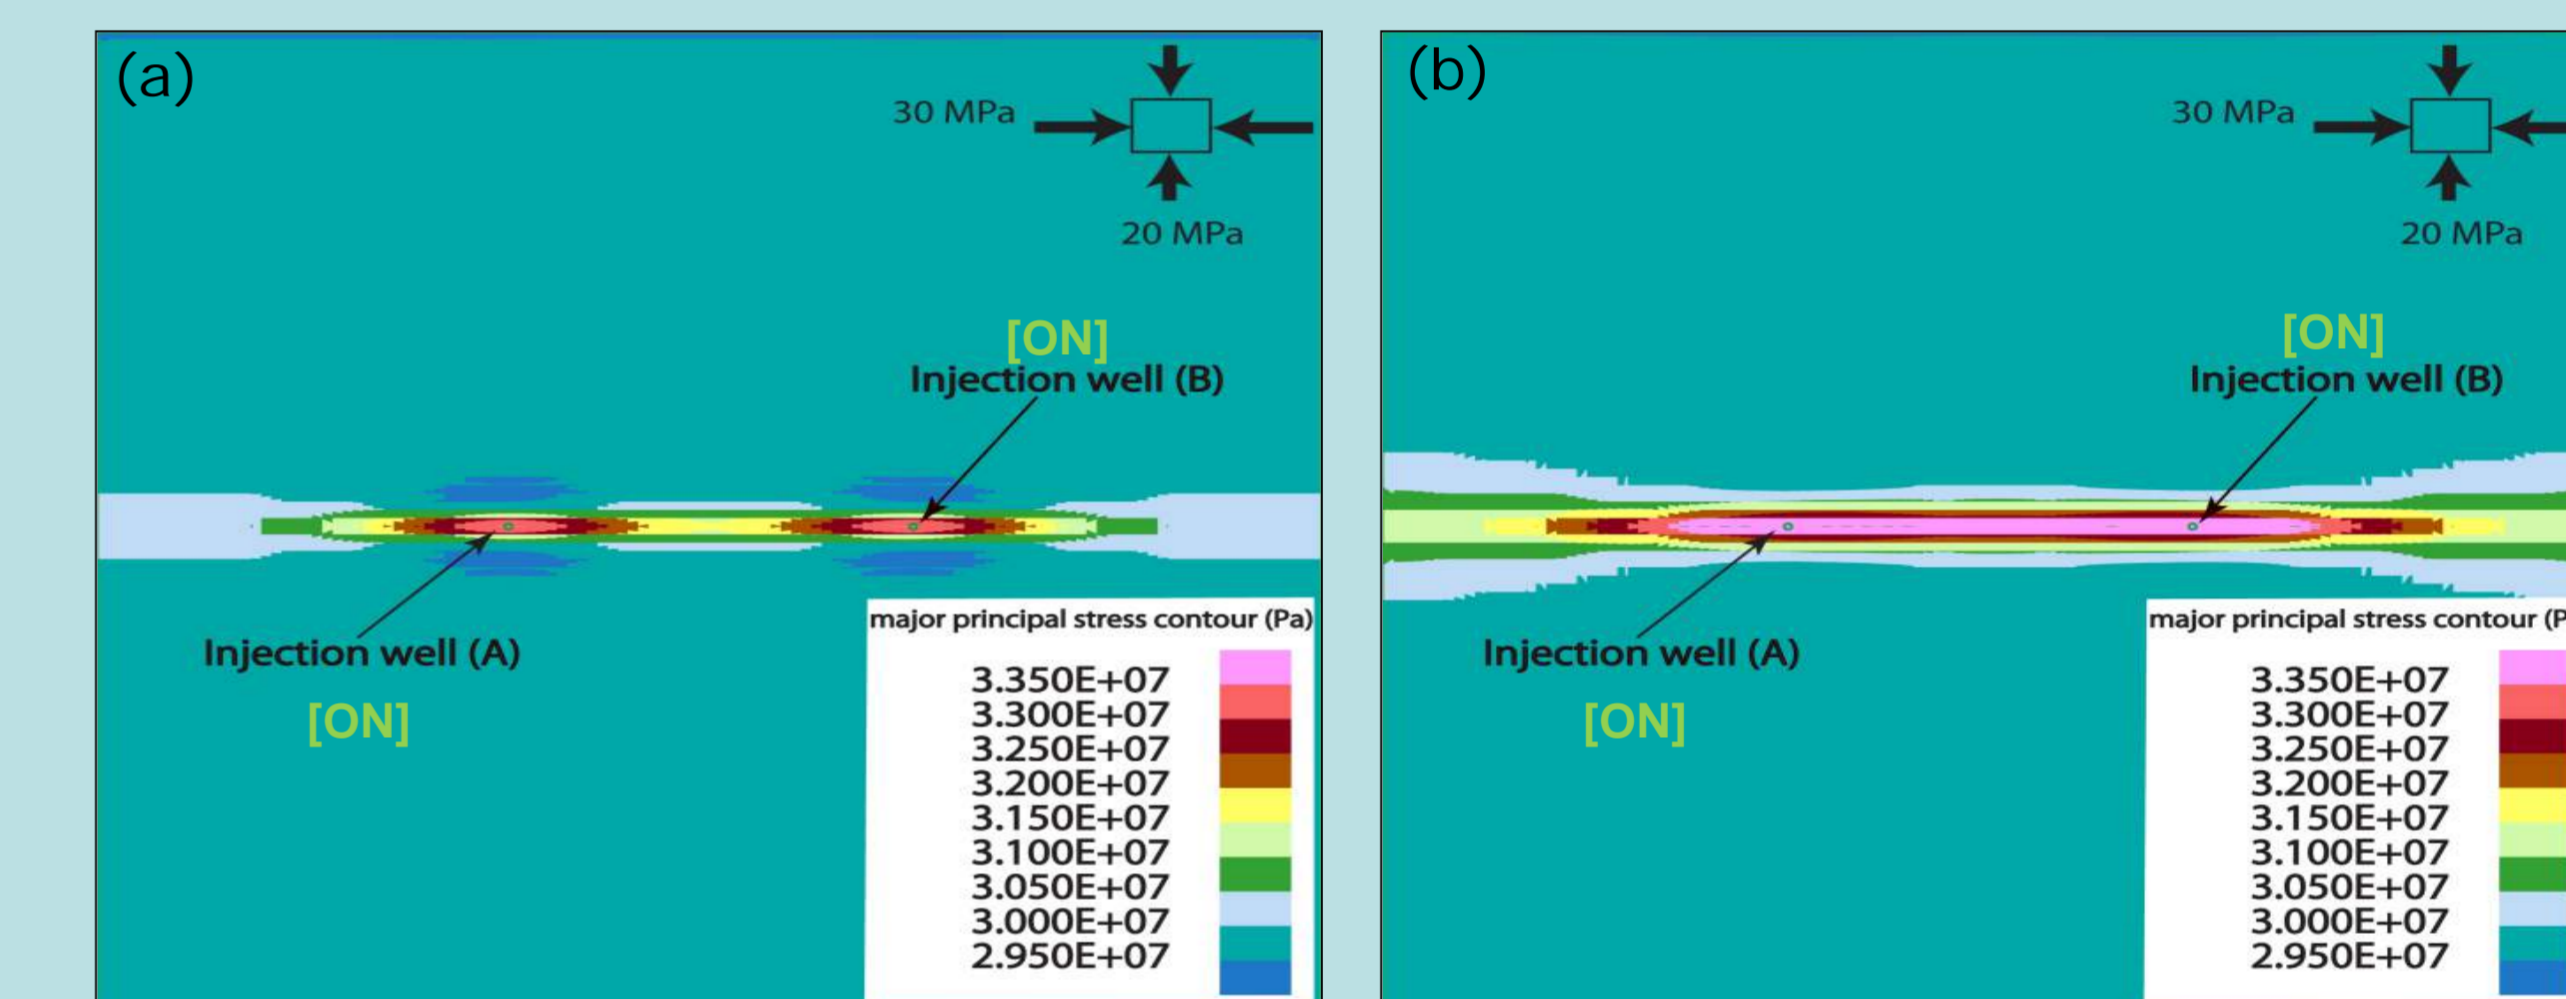 (a)
30 MPa
20 MPa
[ON]
Injection well (B)
Injection well (A)
[ON]
major principal stress contour (Pa)
3.350E+07
3.300E+07
3.250E+07
3.200E+07
3.150E+07
3.100E+07
3.050E+07
3.000E+07
2.950E+07
(b)
30 MPa
20 MPa
[ON]
Injection well (B)
Injection well (A)
[ON]
major principal stress contour (P
3.350E+07
3.300E+07
3.250E+07
3.200E+07
3.150E+07
3.100E+07
3.050E+07
3.000E+07
2.950E+07